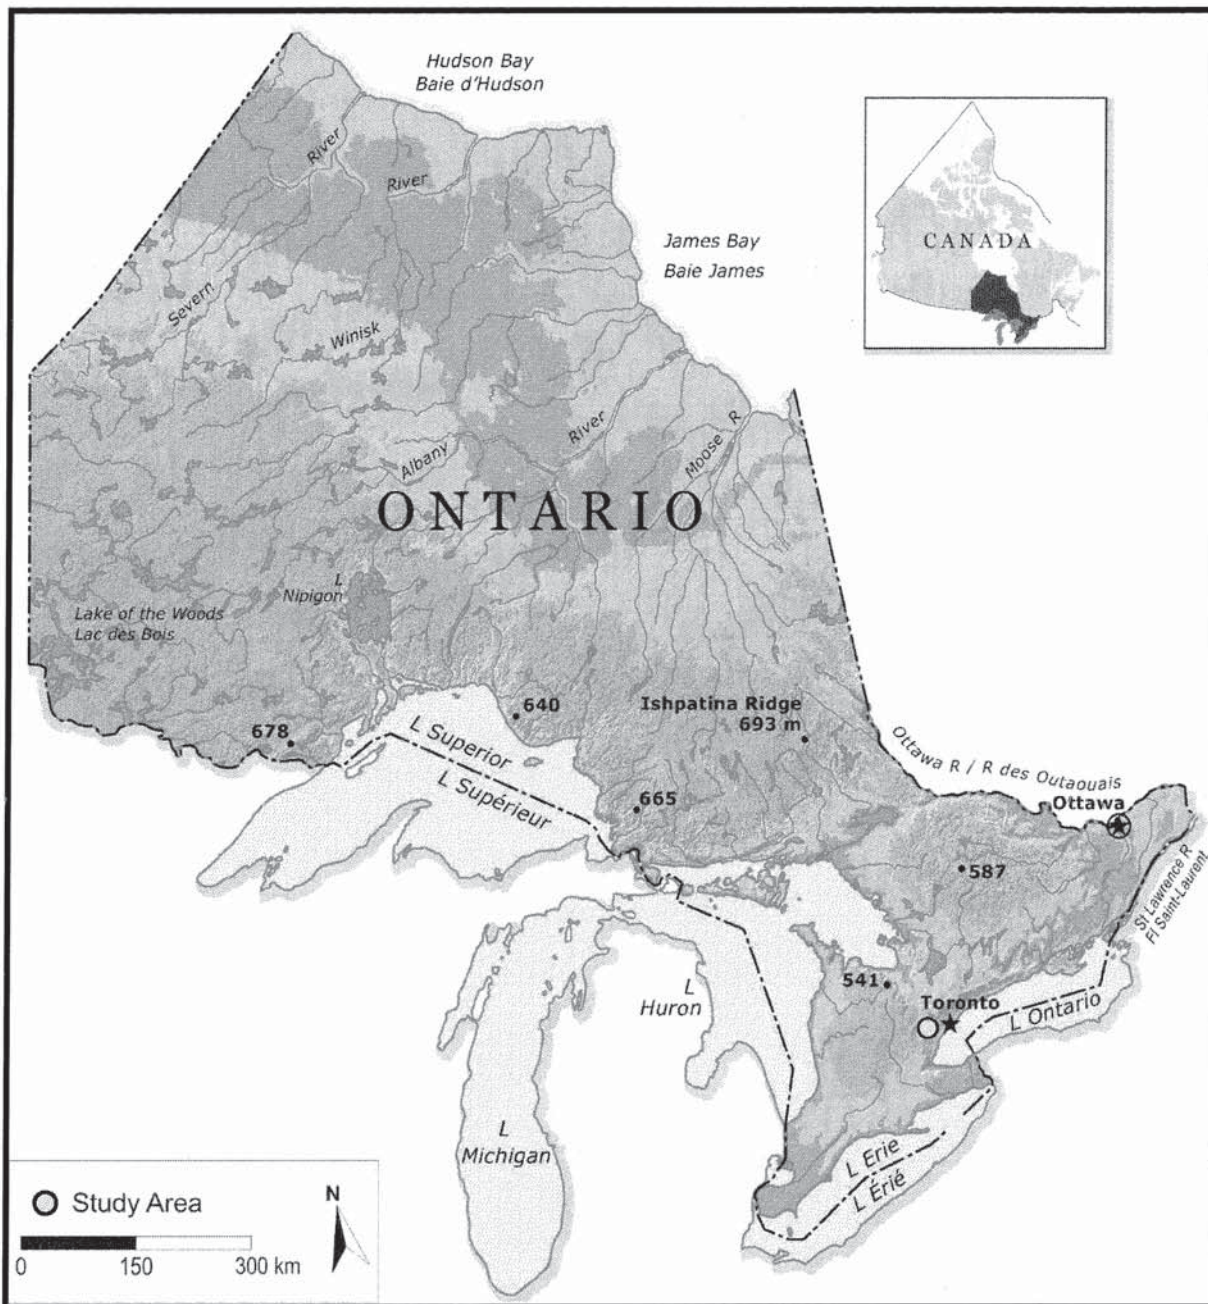 Hudson Bay
Baie d'Hudson
River
River
James Bay
Baie James
CANADA
Severn
Winisk
River
Moose R
Albany
ONTARIO
L
Nipigon
Lake of the Woods
Lac des Bois
640
Ishpatina Ridge
693 m
678
L Superior
L Supérieur
Ottawa R / R des Outaouais
665
Ottawa
587
St Lawrence R
Fl Saint-Laurent
541
L
Huron
Toronto
L Ontario
L
Michigan
L Erie
L Érié
Study Area
N
0 150 300 km